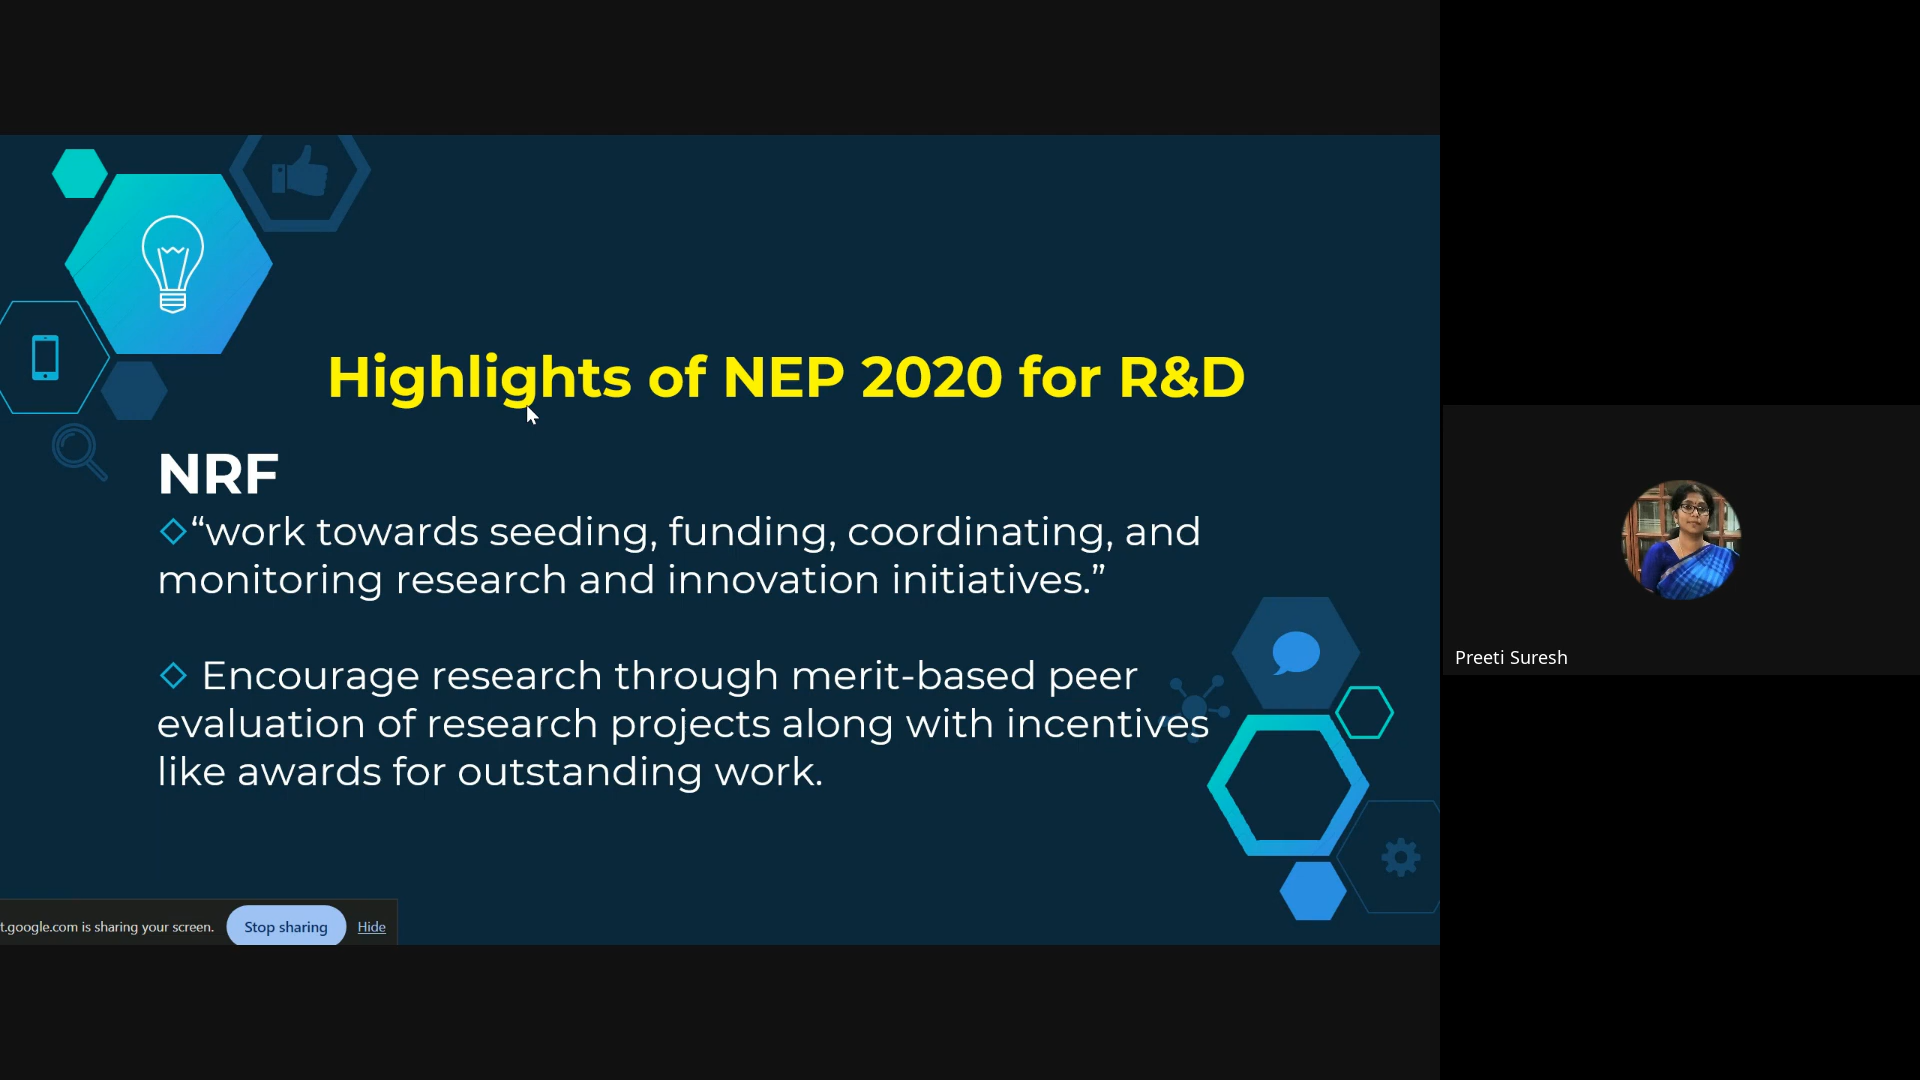 Highlights of NEP 2020 for R&D
NRF
“work towards seeding, funding, coordinating, and
monitoring research and innovation initiatives.”
Encourage research through merit-based peer
evaluation of research projects along with incentives
like awards for outstanding work.
t.google.com is sharing your screen.
Stop sharing
Hide
Preeti Suresh